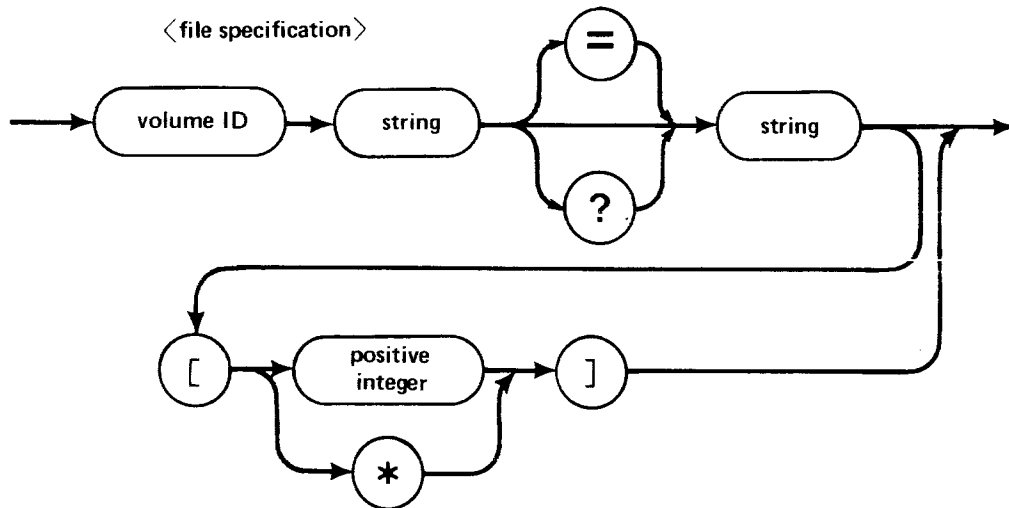 〈file specification〉
=
volume ID string string
?
[ positive integer ]
*